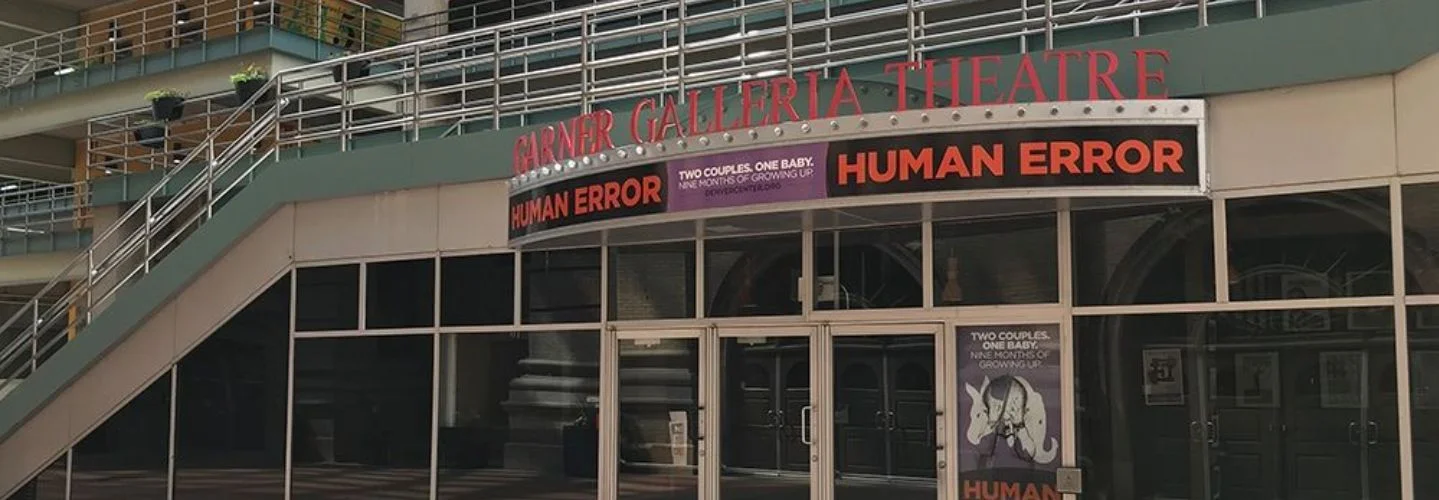 GARNER GALLERIA THEATRE
HUMAN ERROR
TWO COUPLES. ONE BABY.
NINE MONTHS OF GROWING UP.
DENVERCENTER.ORG
HUMAN ERROR
TWO COUPLES.
ONE BABY.
NINE MONTHS OF
GROWING UP.
HUMAN